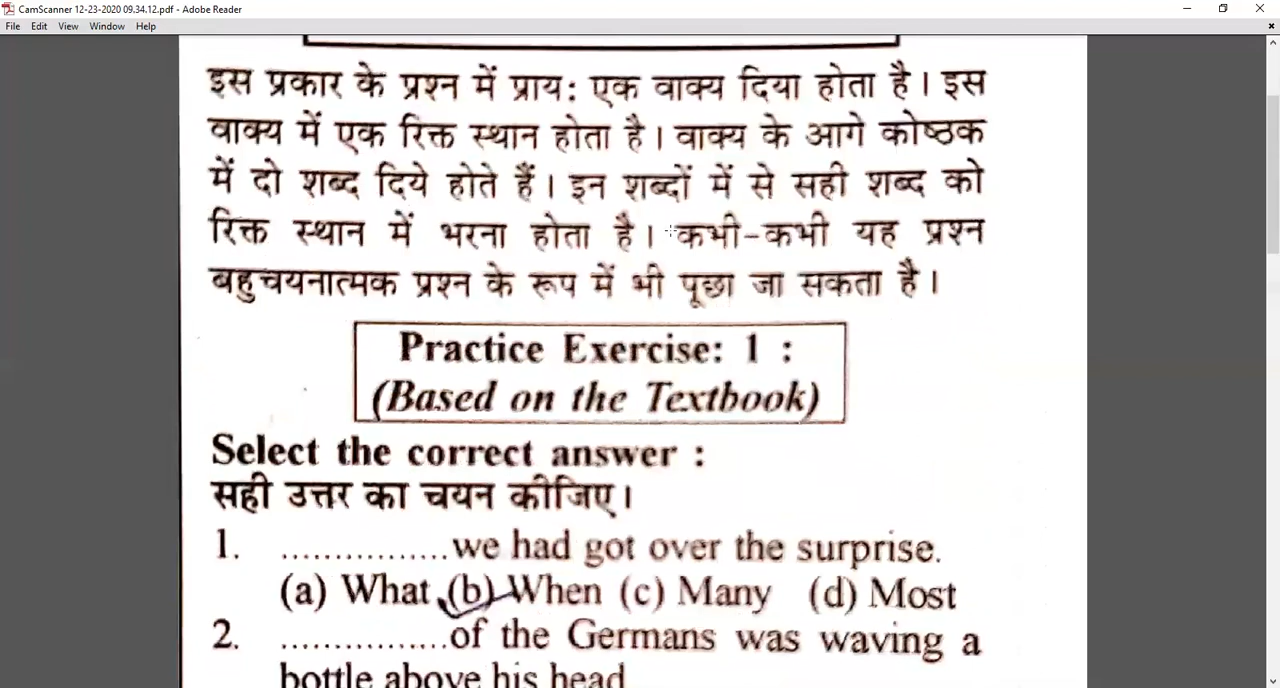 CamScanner 12-23-2020 09.34.12.pdf - Adobe Reader
File Edit View Window Help
इस प्रकार के प्रश्न में प्राय: एक वाक्य दिया होता है। इस
वाक्य में एक रिक्त स्थान होता है। वाक्य के आगे कोष्ठक
में दो शब्द दिये होते हैं। इन शब्दों में से सही शब्द को
रिक्त स्थान में भरना होता है। कभी-कभी यह प्रश्न
बहुचयनात्मक प्रश्न के रूप में भी पूछा जा सकता है।
Practice Exercise: 1 :
(Based on the Textbook)
Select the correct answer :
सही उत्तर का चयन कीजिए।
1. ................we had got over the surprise.
(a) What (b) When (c) Many (d) Most
2. ................of the Germans was waving a
bottle above his head